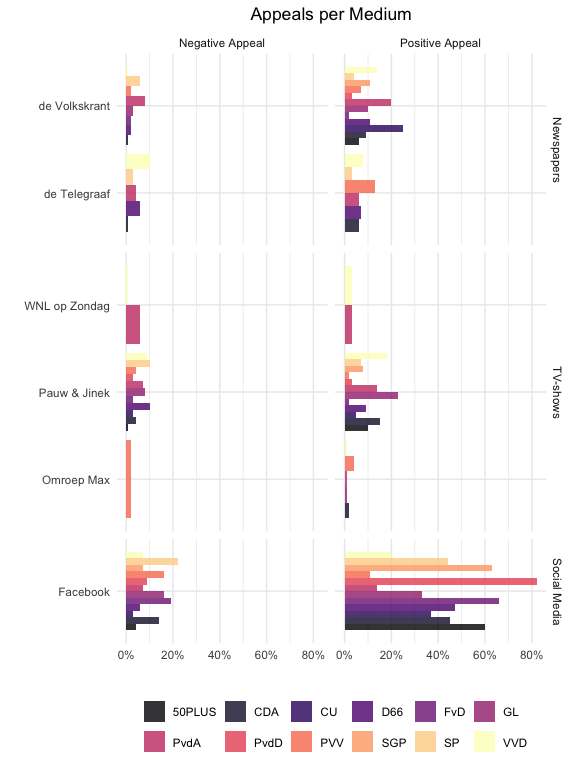 Appeals per Medium
Negative Appeal
Positive Appeal
de Volkskrant
de Telegraaf
Newspapers
WNL op Zondag
Pauw & Jinek
Omroep Max
TV-shows
Facebook
Social Media
0% 20% 40% 60% 80%
0% 20% 40% 60% 80%
50PLUS CDA CU D66 FvD GL
PvdA PvdD PVV SGP SP VVD